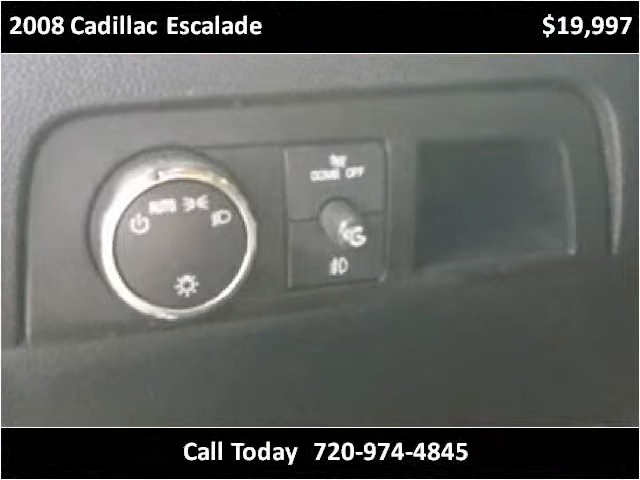 2008 Cadillac Escalade $19,997
AUTO
DOME OFF
Call Today 720-974-4845